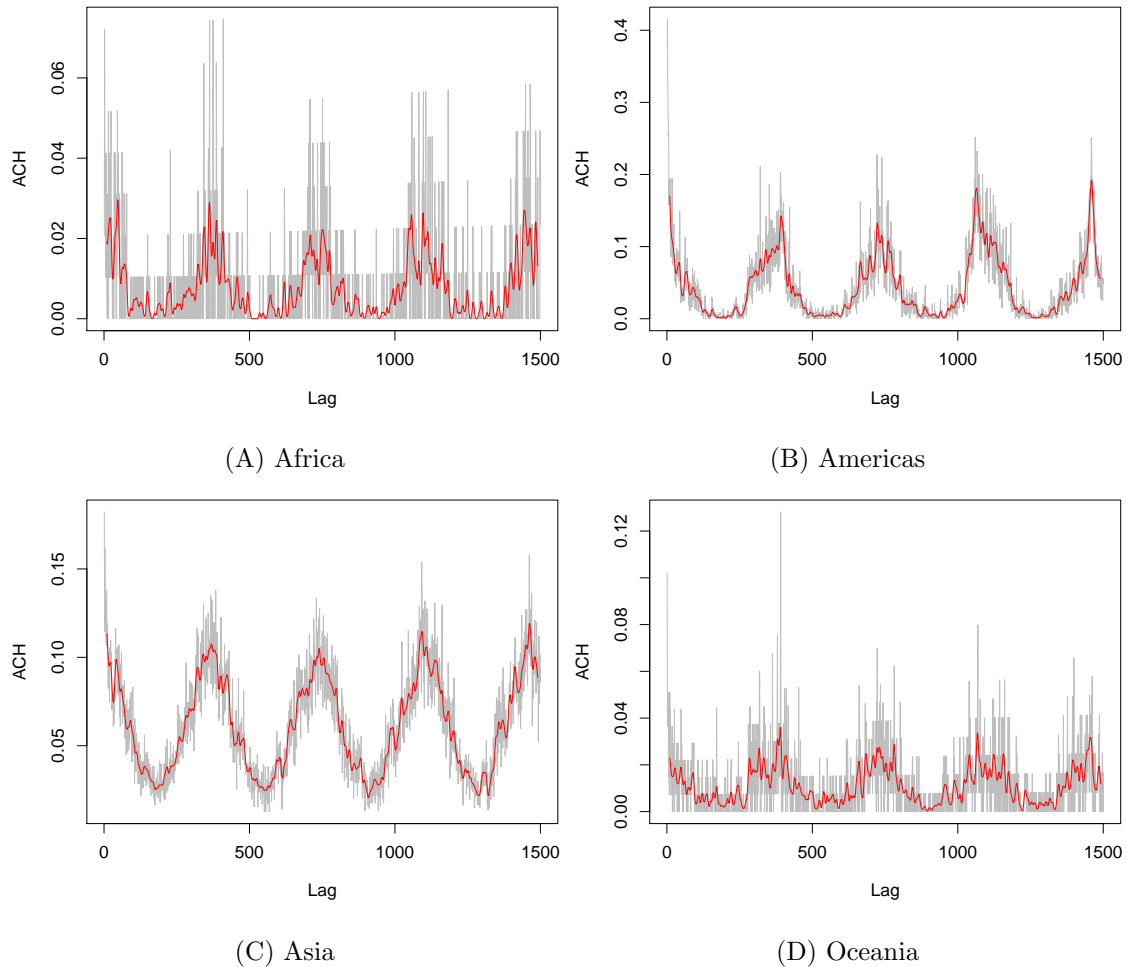 ACH
0.00 0.02 0.04 0.06
0 500 1000 1500
Lag
(A) Africa
ACH
0.0 0.1 0.2 0.3 0.4
0 500 1000 1500
Lag
(B) Americas
ACH
0.05 0.10 0.15
0 500 1000 1500
Lag
(C) Asia
ACH
0.00 0.04 0.08 0.12
0 500 1000 1500
Lag
(D) Oceania